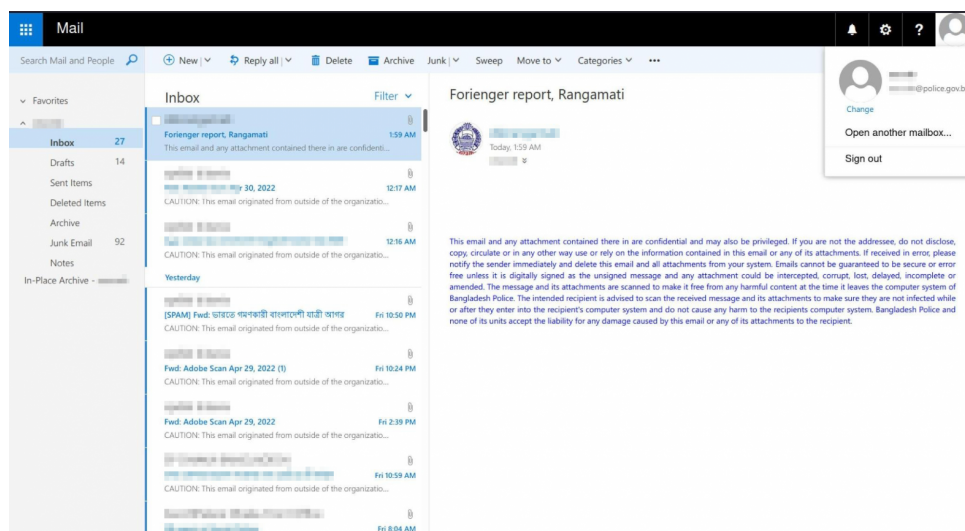 Mail
Search Mail and People
New
Reply all
Delete
Archive
Junk
Sweep
Move to
Categories
•••
?
@police.gov.b
Change
Open another mailbox...
Sign out
Favorites
Inbox 27
Drafts 14
Sent Items
Deleted Items
Archive
Junk Email 92
Notes
In-Place Archive -
Inbox
Filter
Forienger report, Rangamati 1:59 AM
This email and any attachment contained there in are confidenti...
30, 2022 12:17 AM
CAUTION: This email originated from outside of the organizatio...
12:16 AM
CAUTION: This email originated from outside of the organizatio...
Yesterday
[SPAM] Fwd: ভারতে গমণকারী বাংলাদেশী যাত্রী আগর Fri 10:50 PM
CAUTION: This email originated from outside of the organizatio...
Fwd: Adobe Scan Apr 29, 2022 (1) Fri 10:24 PM
CAUTION: This email originated from outside of the organizatio...
Fwd: Adobe Scan Apr 29, 2022 Fri 2:39 PM
CAUTION: This email originated from outside of the organizatio...
Fri 10:59 AM
CAUTION: This email originated from outside of the organizatio...
Fri 8:04 AM
Forienger report, Rangamati
Today, 1:59 AM
This email and any attachment contained there in are confidential and may also be privileged. If you are not the addressee, do not disclose,
copy, circulate or in any other way use or rely on the information contained in this email or any of its attachments. If received in error, please
notify the sender immediately and delete this email and all attachments from your system. Emails cannot be guaranteed to be secure or error
free unless it is digitally signed as the unsigned message and any attachment could be intercepted, corrupt, lost, delayed, incomplete or
amended. The message and its attachments are scanned to make it free from any harmful content at the time it leaves the computer system of
Bangladesh Police. The intended recipient is advised to scan the received message and its attachments to make sure they are not infected while
or after they enter into the recipient's computer system and do not cause any harm to the recipients computer system. Bangladesh Police and
none of its units accept the liability for any damage caused by this email or any of its attachments to the recipient.